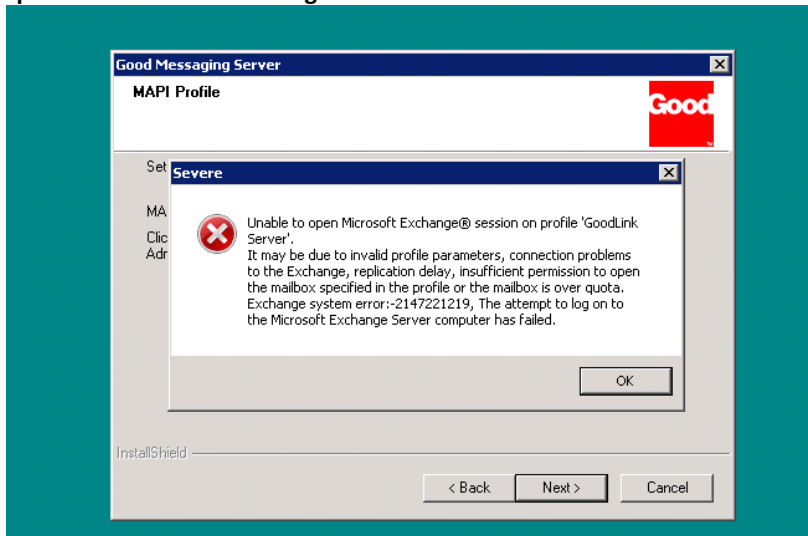 Good Messaging Server
MAPI Profile
Good
Set
Severe
MA
Clic
Adr
Unable to open Microsoft Exchange® session on profile 'GoodLink
Server'.
It may be due to invalid profile parameters, connection problems
to the Exchange, replication delay, insufficient permission to open
the mailbox specified in the profile or the mailbox is over quota.
Exchange system error:-2147221219, The attempt to log on to
the Microsoft Exchange Server computer has failed.
OK
InstallShield
< Back Next > Cancel